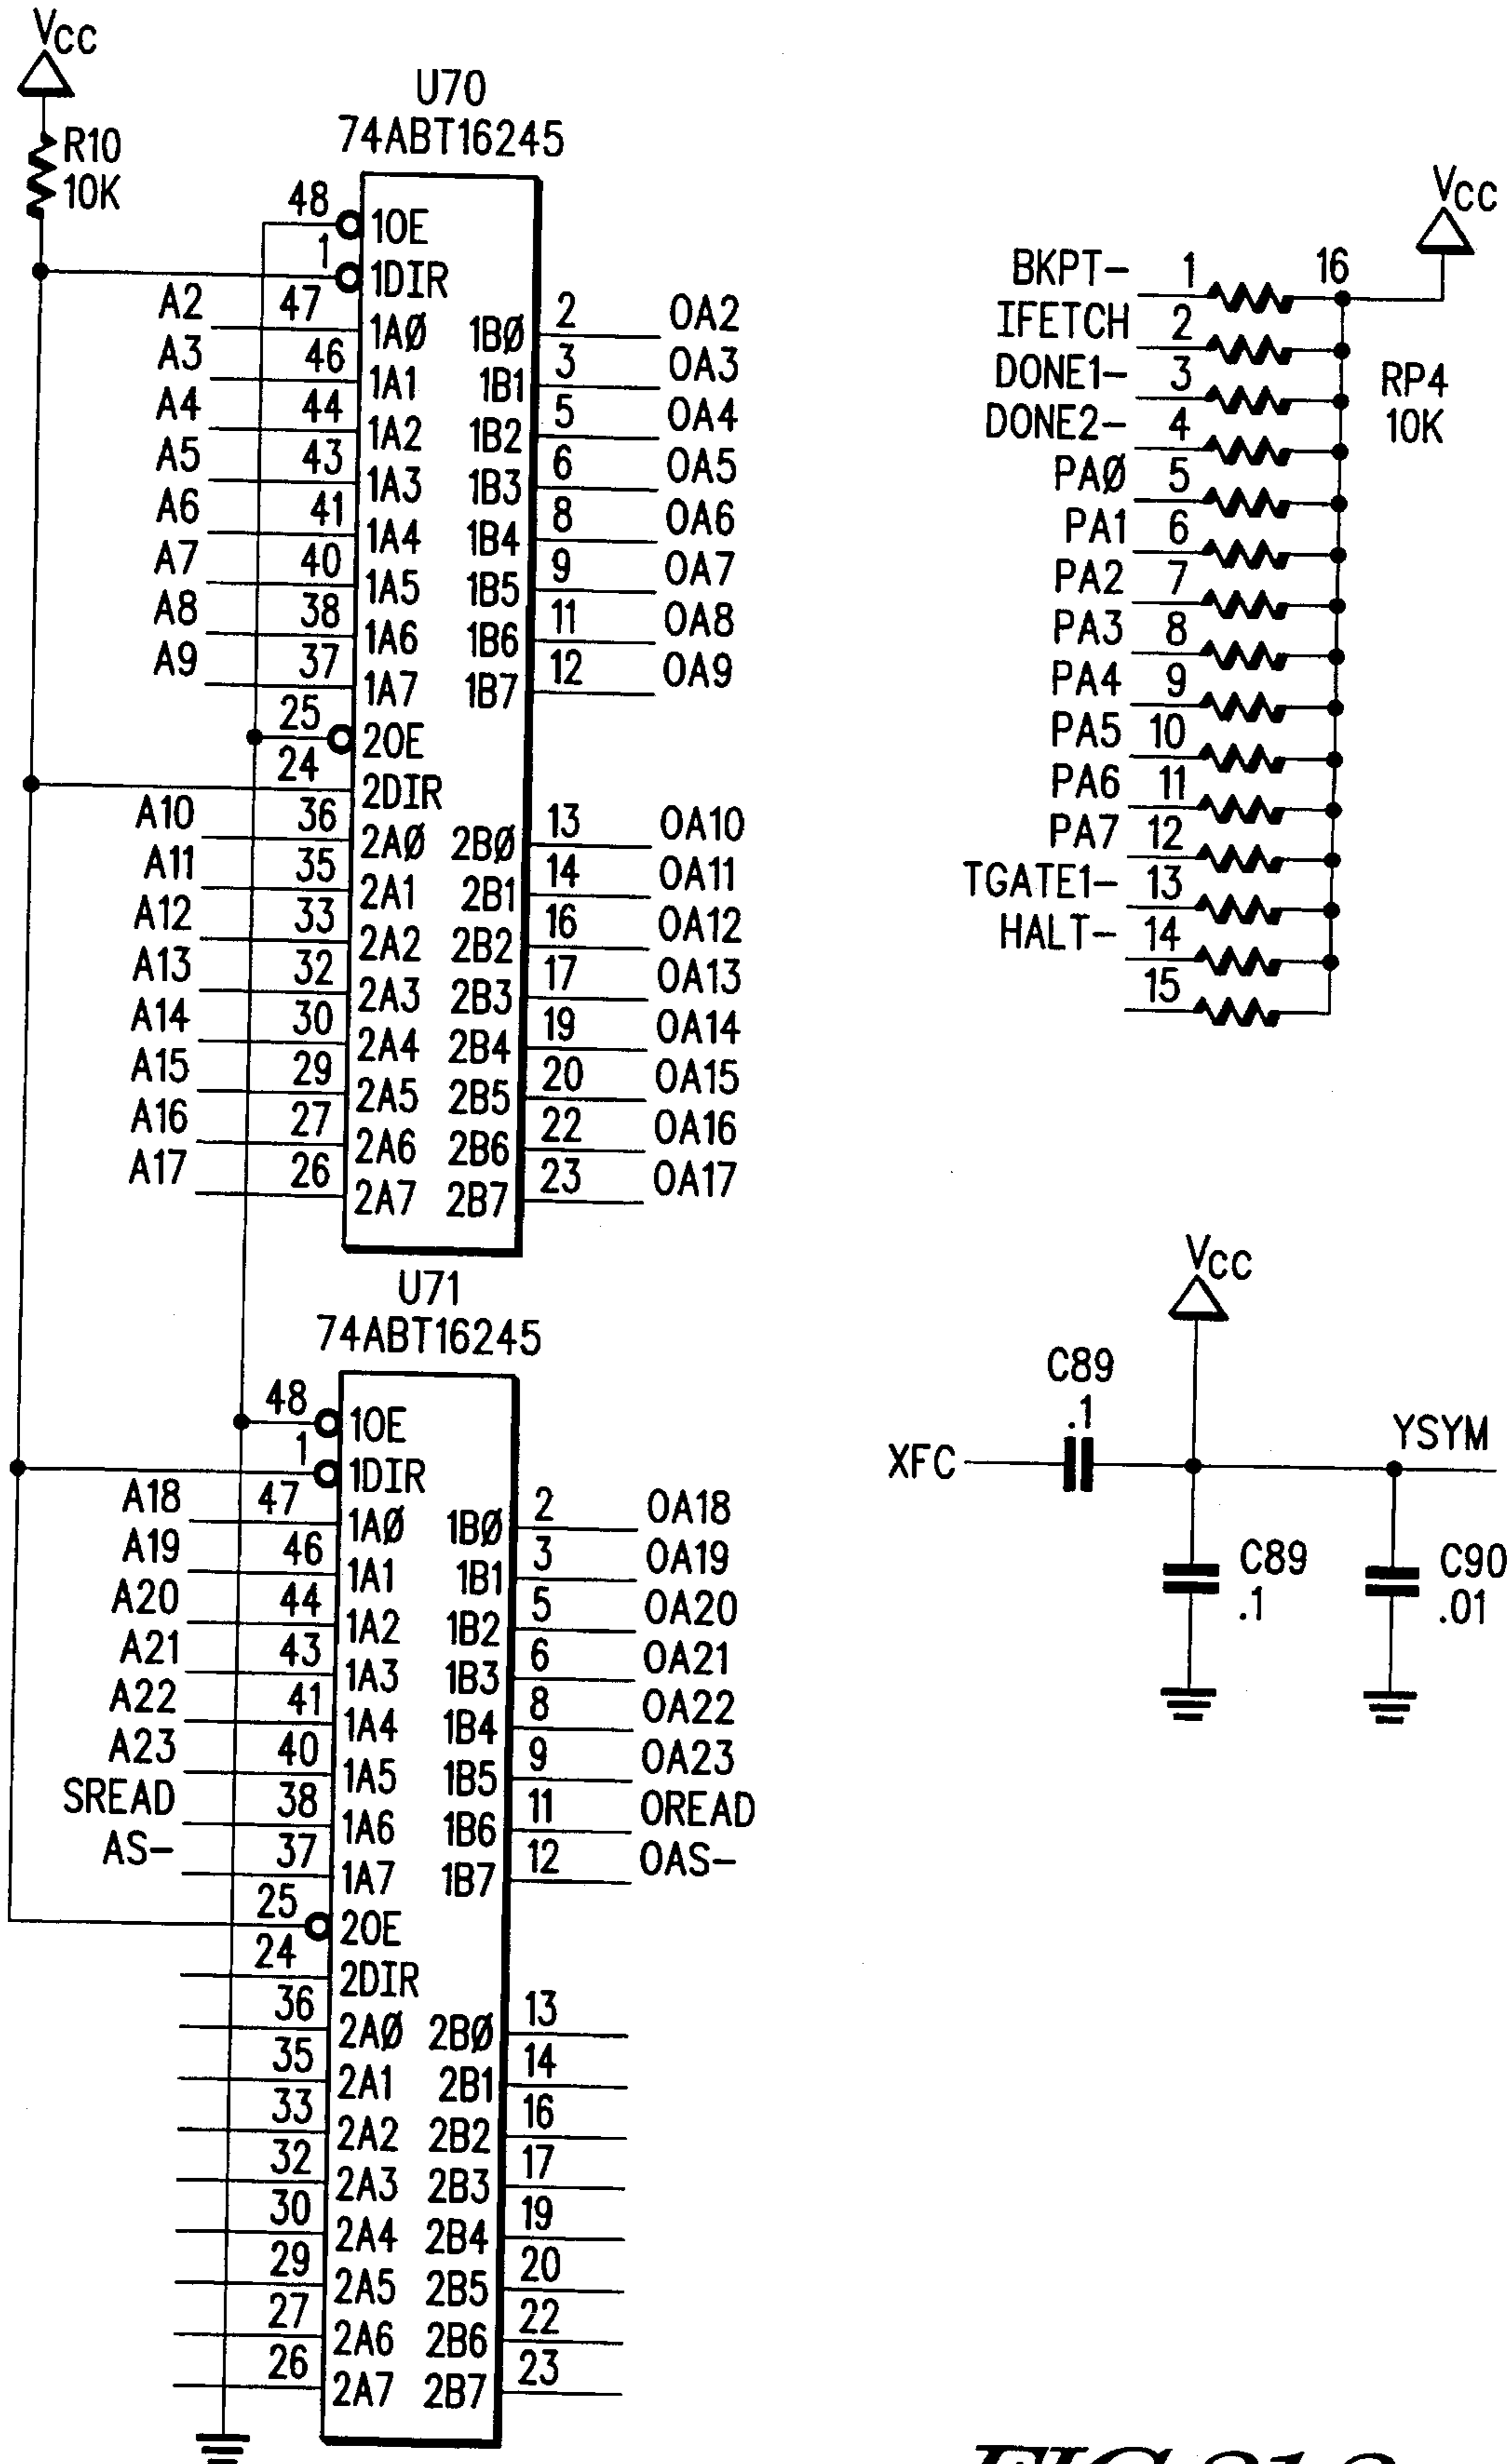 VCC
R10
10K
U70
74ABT16245
48 1OE
1 1DIR
A2 47 1AØ 1BØ 2 OA2
A3 46 1A1 1B1 3 OA3
A4 44 1A2 1B2 5 OA4
A5 43 1A3 1B3 6 OA5
A6 41 1A4 1B4 8 OA6
A7 40 1A5 1B5 9 OA7
A8 38 1A6 1B6 11 OA8
A9 37 1A7 1B7 12 OA9
25 2OE
24 2DIR
A10 36 2AØ 2BØ 13 OA10
A11 35 2A1 2B1 14 OA11
A12 33 2A2 2B2 16 OA12
A13 32 2A3 2B3 17 OA13
A14 30 2A4 2B4 19 OA14
A15 29 2A5 2B5 20 OA15
A16 27 2A6 2B6 22 OA16
A17 26 2A7 2B7 23 OA17
U71
74ABT16245
48 1OE
1 1DIR
A18 47 1AØ 1BØ 2 OA18
A19 46 1A1 1B1 3 OA19
A20 44 1A2 1B2 5 OA20
A21 43 1A3 1B3 6 OA21
A22 41 1A4 1B4 8 OA22
A23 40 1A5 1B5 9 OA23
SREAD 38 1A6 1B6 11 OREAD
AS- 37 1A7 1B7 12 OAS-
25 2OE
24 2DIR
36 2AØ 2BØ 13
35 2A1 2B1 14
33 2A2 2B2 16
32 2A3 2B3 17
30 2A4 2B4 19
29 2A5 2B5 20
27 2A6 2B6 22
26 2A7 2B7 23
VCC
BKPT- 1 16
IFETCH 2
DONE1- 3
DONE2- 4
RP4
10K
PAØ 5
PA1 6
PA2 7
PA3 8
PA4 9
PA5 10
PA6 11
PA7 12
TGATE1- 13
HALT- 14
15
VCC
C89
.1
XFC
YSYM
C89
.1
C90
.01